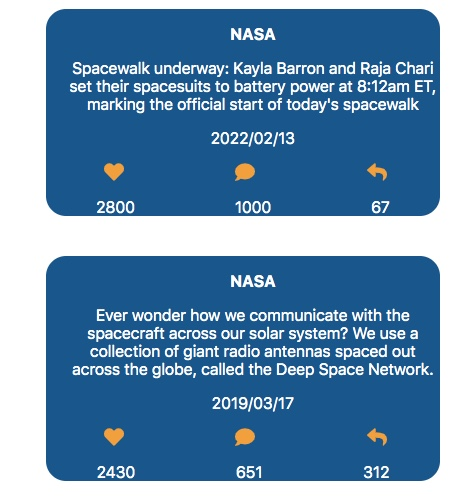 NASA
Spacewalk underway: Kayla Barron and Raja Chari
set their spacesuits to battery power at 8:12am ET,
marking the official start of today's spacewalk
2022/02/13
2800 1000 67
NASA
Ever wonder how we communicate with the
spacecraft across our solar system? We use a
collection of giant radio antennas spaced out
across the globe, called the Deep Space Network.
2019/03/17
2430 651 312